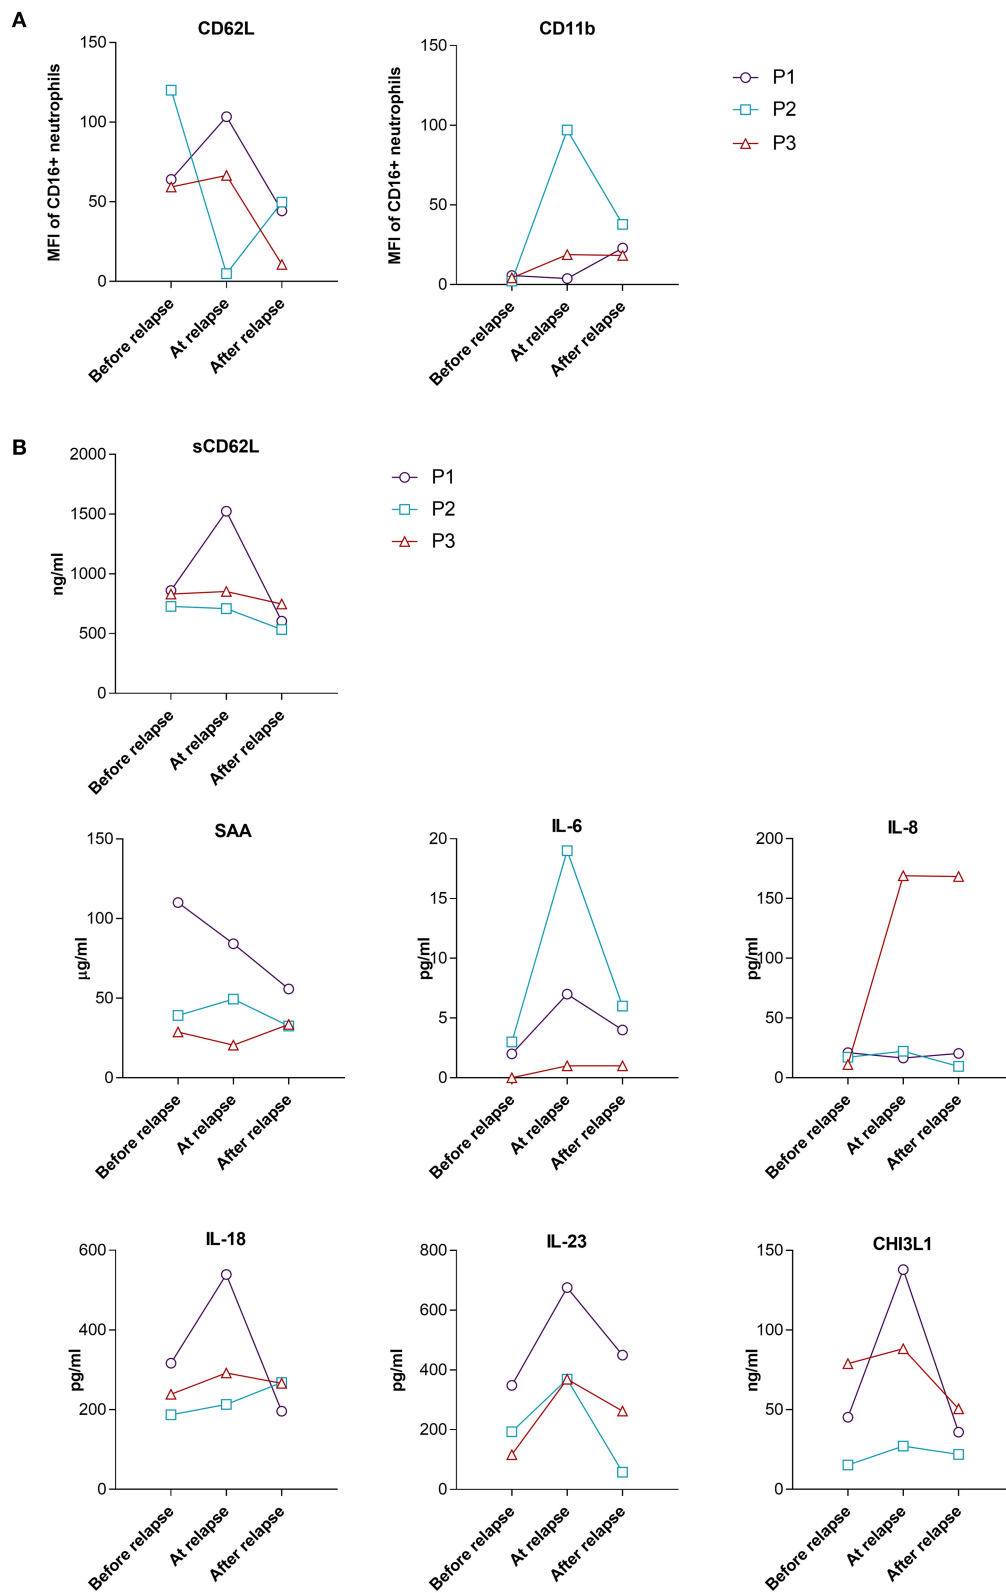 A
CD62L
CD11b
MFI of CD16+ neutrophils
150
100
50
0
Before relapse
At relapse
After relapse
MFI of CD16+ neutrophils
150
100
50
0
Before relapse
At relapse
After relapse
P1
P2
P3
B
sCD62L
ng/ml
2000
1500
1000
500
0
Before relapse
At relapse
After relapse
P1
P2
P3
SAA
µg/ml
150
100
50
0
Before relapse
At relapse
After relapse
IL-6
pg/ml
20
15
10
5
0
Before relapse
At relapse
After relapse
IL-8
pg/ml
200
150
100
50
0
Before relapse
At relapse
After relapse
IL-18
pg/ml
600
400
200
0
Before relapse
At relapse
After relapse
IL-23
pg/ml
800
600
400
200
0
Before relapse
At relapse
After relapse
CHI3L1
ng/ml
150
100
50
0
Before relapse
At relapse
After relapse